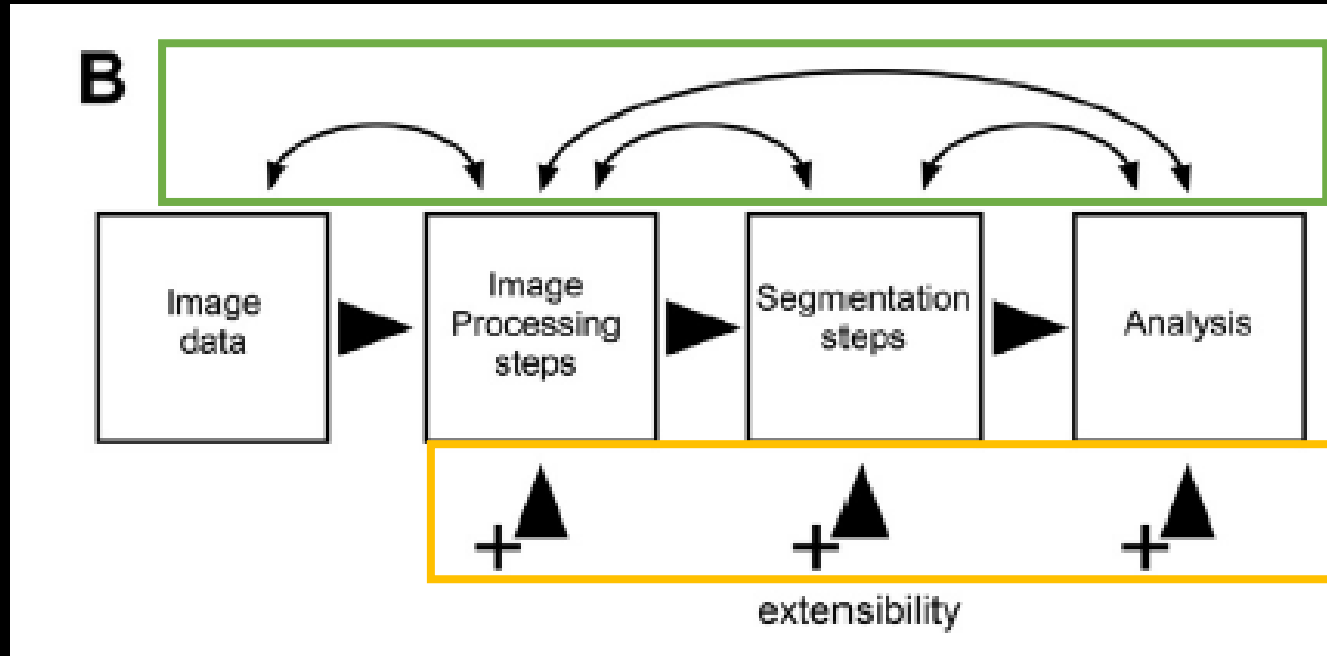 B
Image
data
Image
Processing
steps
Segmentation
steps
Analysis
+
+
+
extensibility